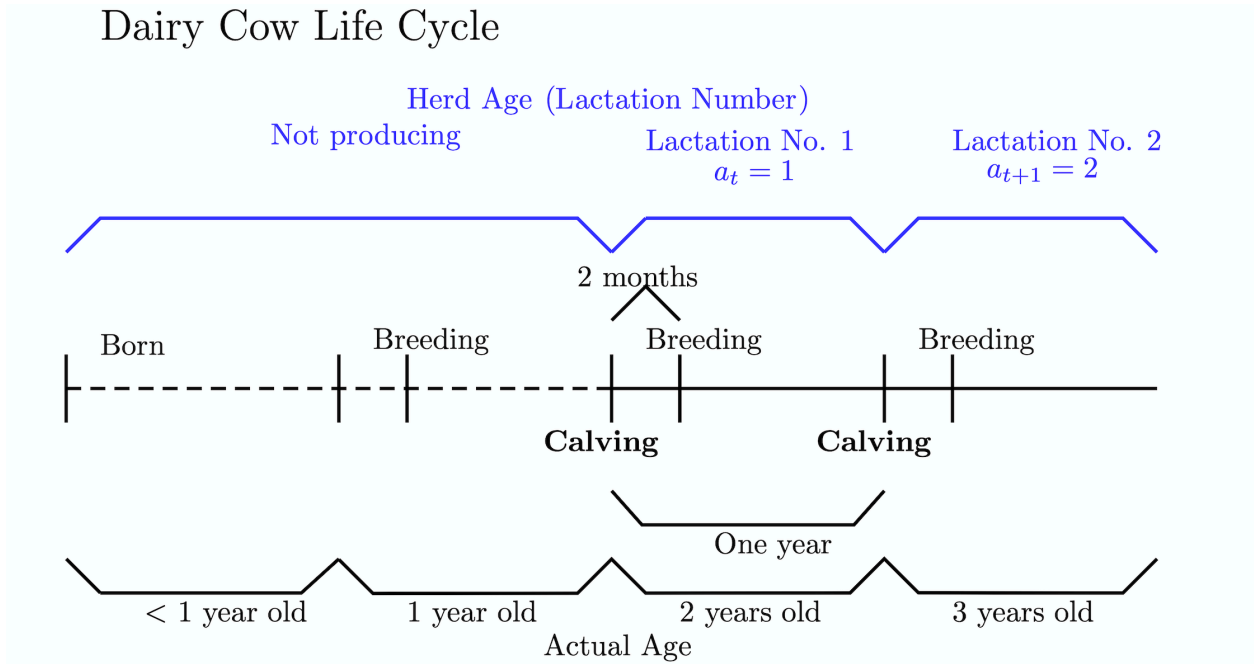 Dairy Cow Life Cycle
Herd Age (Lactation Number)
Not producing
Lactation No. 1
a_t = 1
Lactation No. 2
a_{t+1} = 2
2 months
Born
Breeding
Breeding
Breeding
Calving
Calving
One year
< 1 year old
1 year old
2 years old
3 years old
Actual Age